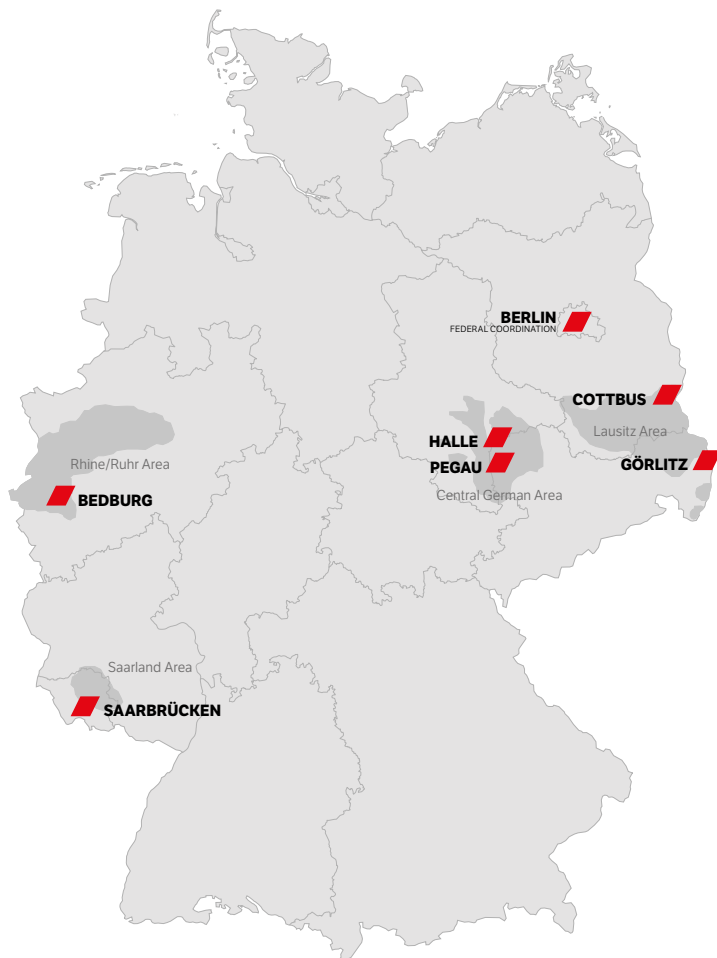 BERLIN
FEDERAL COORDINATION
COTTBUS
Lausitz Area
HALLE
PEGAU
GÖRLITZ
Central German Area
Rhine/Ruhr Area
BEDBURG
Saarland Area
SAARBRÜCKEN